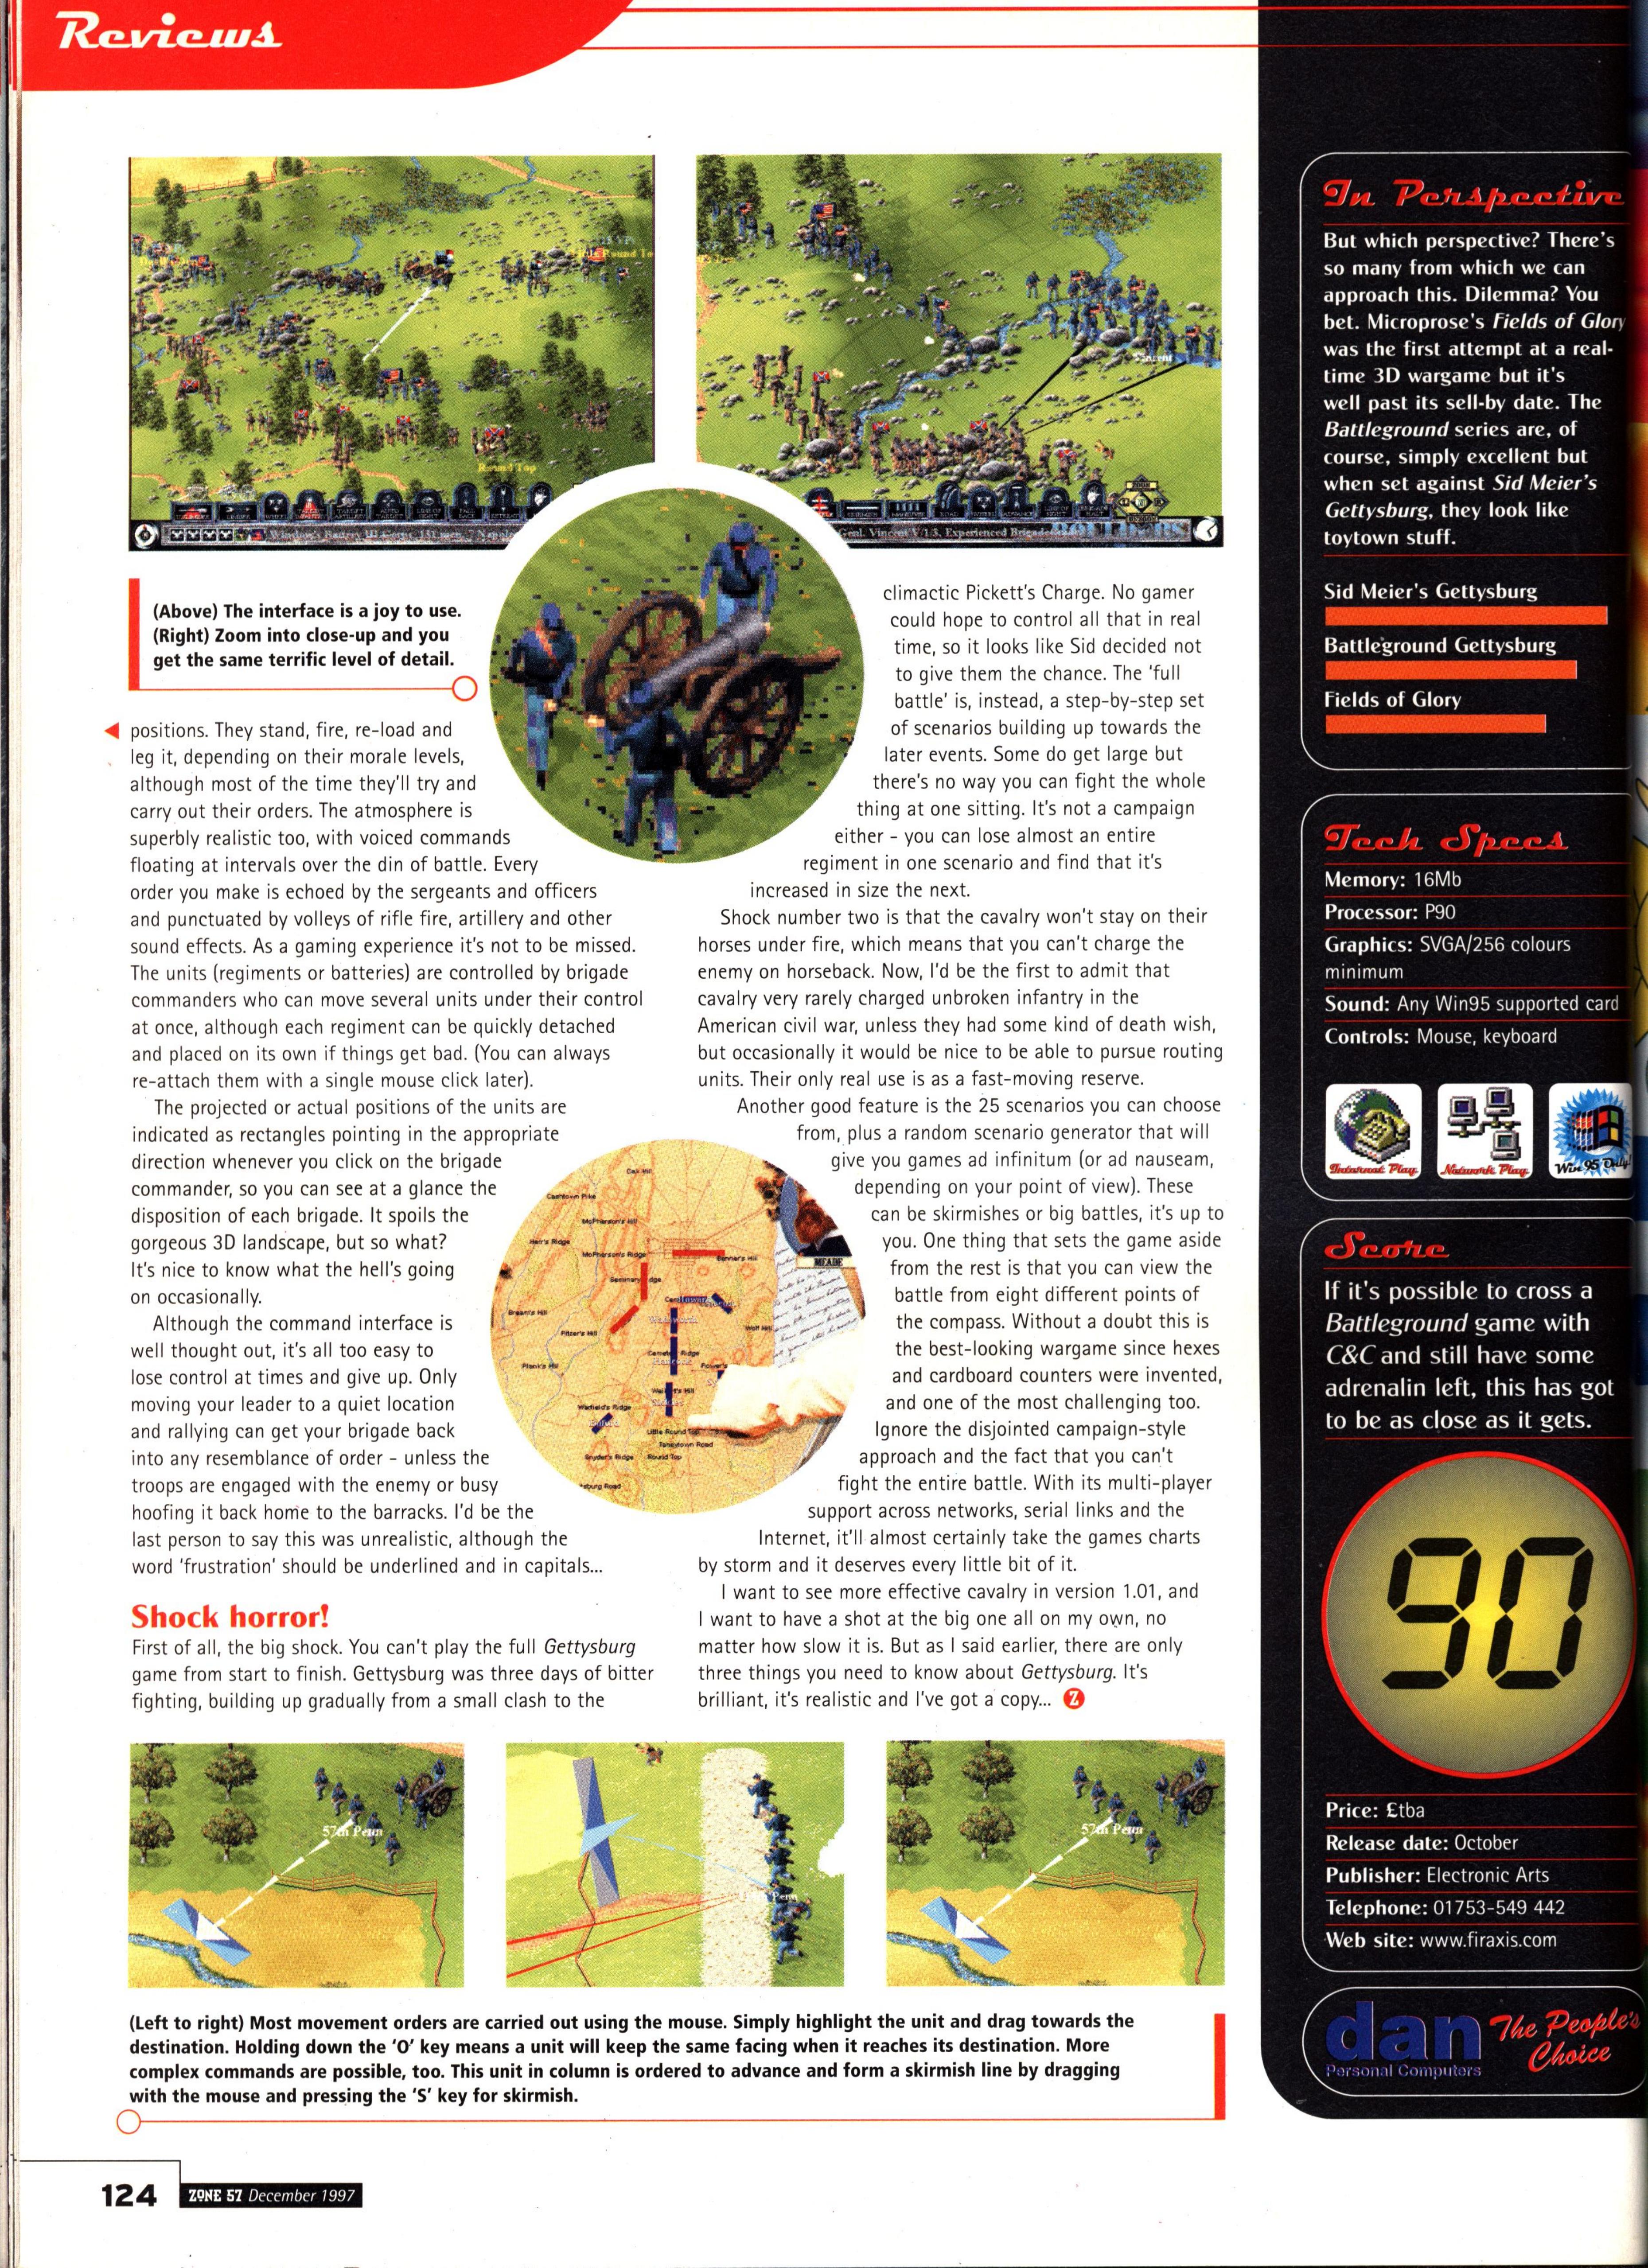 Reviews
(Above) The interface is a joy to use.
(Right) Zoom into close-up and you
get the same terrific level of detail.
positions. They stand, fire, re-load and
leg it, depending on their morale levels,
although most of the time they'll try and
carry out their orders. The atmosphere is
superbly realistic too, with voiced commands
floating at intervals over the din of battle. Every
order you make is echoed by the sergeants and officers
and punctuated by volleys of rifle fire, artillery and other
sound effects. As a gaming experience it's not to be missed.
The units (regiments or batteries) are controlled by brigade
commanders who can move several units under their control
at once, although each regiment can be quickly detached
and placed on its own if things get bad. (You can always
re-attach them with a single mouse click later).
The projected or actual positions of the units are
indicated as rectangles pointing in the appropriate
direction whenever you click on the brigade
commander, so you can see at a glance the
disposition of each brigade. It spoils the
gorgeous 3D landscape, but so what?
It's nice to know what the hell's going
on occasionally.
Although the command interface is
well thought out, it's all too easy to
lose control at times and give up. Only
moving your leader to a quiet location
and rallying can get your brigade back
into any resemblance of order - unless the
troops are engaged with the enemy or busy
hoofing it back home to the barracks. I'd be the
last person to say this was unrealistic, although the
word 'frustration' should be underlined and in capitals...
Shock horror!
First of all, the big shock. You can't play the full Gettysburg
game from start to finish. Gettysburg was three days of bitter
fighting, building up gradually from a small clash to the
climactic Pickett's Charge. No gamer
could hope to control all that in real
time, so it looks like Sid decided not
to give them the chance. The 'full
battle' is, instead, a step-by-step set
of scenarios building up towards the
later events. Some do get large but
there's no way you can fight the whole
thing at one sitting. It's not a campaign
either - you can lose almost an entire
regiment in one scenario and find that it's
increased in size the next.
Shock number two is that the cavalry won't stay on their
horses under fire, which means that you can't charge the
enemy on horseback. Now, I'd be the first to admit that
cavalry very rarely charged unbroken infantry in the
American civil war, unless they had some kind of death wish,
but occasionally it would be nice to be able to pursue routing
units. Their only real use is as a fast-moving reserve.
Another good feature is the 25 scenarios you can choose
from, plus a random scenario generator that will
give you games ad infinitum (or ad nauseam,
depending on your point of view). These
can be skirmishes or big battles, it's up to
you. One thing that sets the game aside
from the rest is that you can view the
battle from eight different points of
the compass. Without a doubt this is
the best-looking wargame since hexes
and cardboard counters were invented,
and one of the most challenging too.
Ignore the disjointed campaign-style
approach and the fact that you can't
fight the entire battle. With its multi-player
support across networks, serial links and the
Internet, it'll almost certainly take the games charts
by storm and it deserves every little bit of it.
I want to see more effective cavalry in version 1.01, and
I want to have a shot at the big one all on my own, no
matter how slow it is. But as I said earlier, there are only
three things you need to know about Gettysburg. It's
brilliant, it's realistic and I've got a copy... Z
Round Top
Vincent
Oak Hill
Cashtown Pike
McPherson's Hill
Herr's Ridge
McPherson's Ridge
Benner's Hill
MEADE
Bream's Hill
Pitzer's Hill
Wolf Hill
Plank's Hill
Warfield's Ridge
Little Round Top
Taneytown Road
Snyder's Ridge
Round Top
57th Penn
57th Penn
(Left to right) Most movement orders are carried out using the mouse. Simply highlight the unit and drag towards the
destination. Holding down the 'O' key means a unit will keep the same facing when it reaches its destination. More
complex commands are possible, too. This unit in column is ordered to advance and form a skirmish line by dragging
with the mouse and pressing the 'S' key for skirmish.
124
ZONE 57 December 1997
In Perspective
But which perspective? There's
so many from which we can
approach this. Dilemma? You
bet. Microprose's Fields of Glory
was the first attempt at a real-
time 3D wargame but it's
well past its sell-by date. The
Battleground series are, of
course, simply excellent but
when set against Sid Meier's
Gettysburg, they look like
toytown stuff.
Sid Meier's Gettysburg
Battleground Gettysburg
Fields of Glory
Tech Specs
Memory: 16Mb
Processor: P90
Graphics: SVGA/256 colours
minimum
Sound: Any Win95 supported card
Controls: Mouse, keyboard
Internet Play
Network Play
Win 95 Only!
Score
If it's possible to cross a
Battleground game with
C&C and still have some
adrenalin left, this has got
to be as close as it gets.
90
Price: £tba
Release date: October
Publisher: Electronic Arts
Telephone: 01753-549 442
Web site: www.firaxis.com
dan
Personal Computers
The People's
Choice